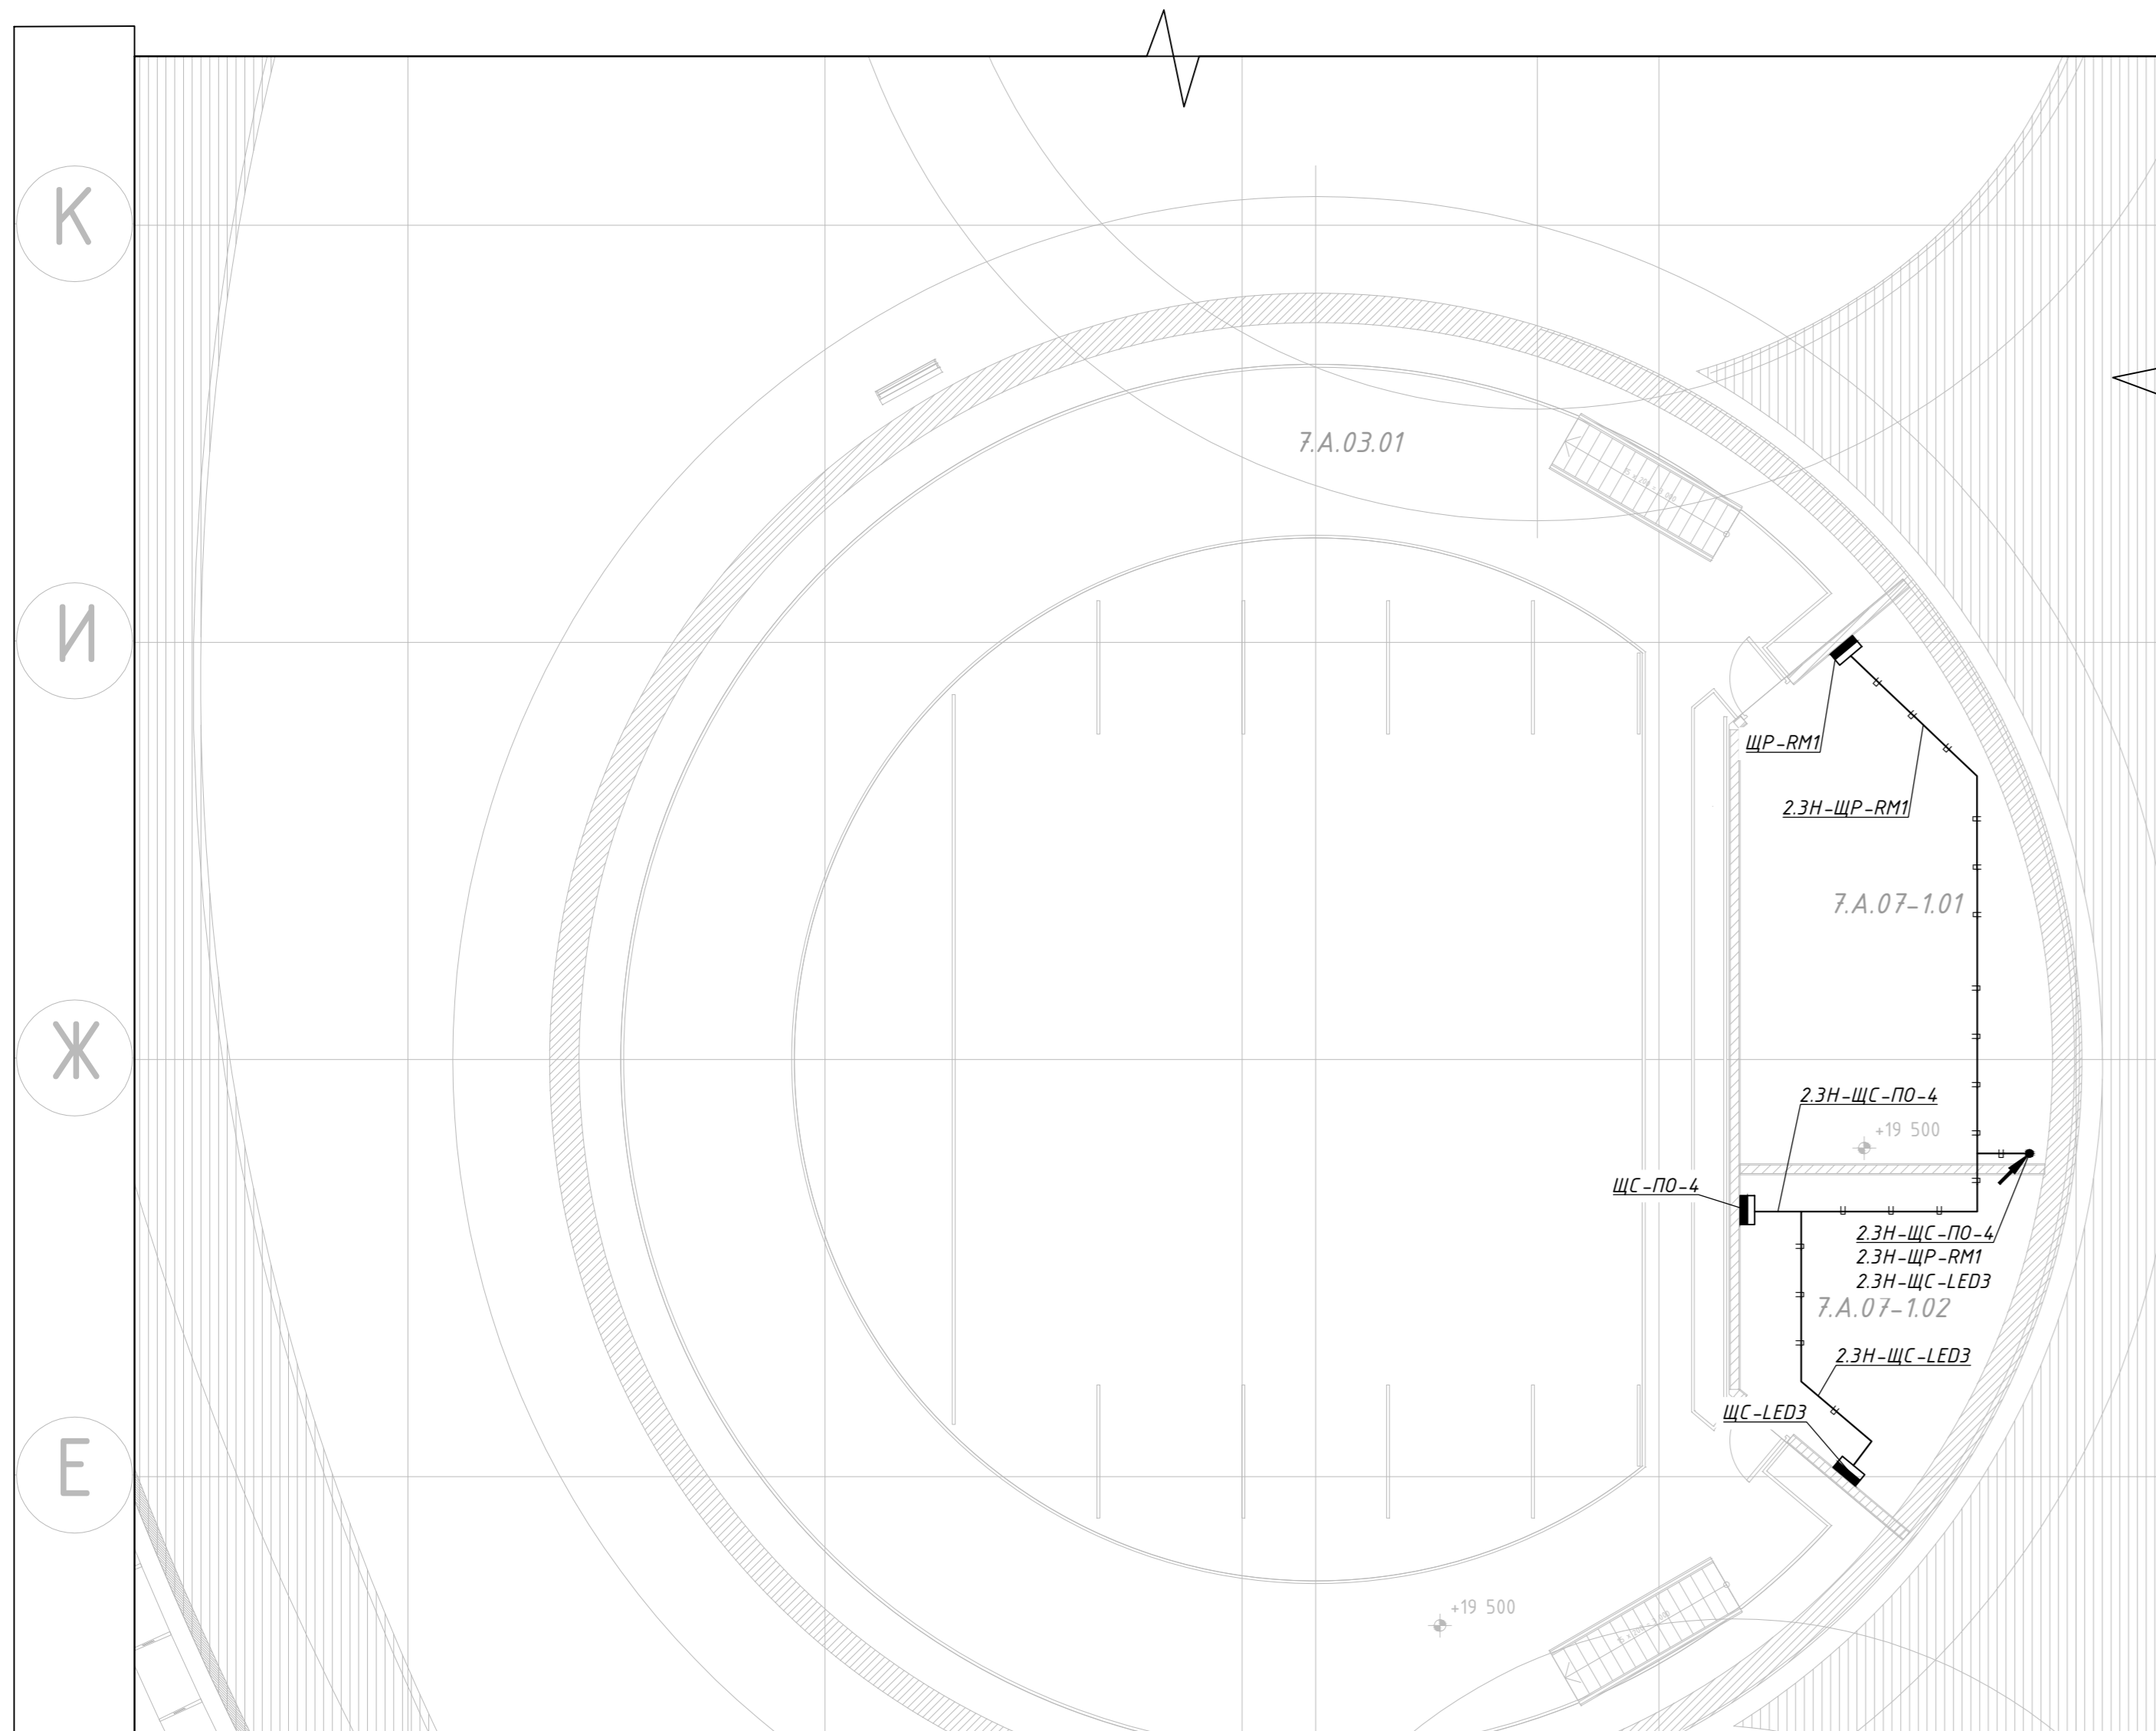 К
7.А.03.01
И
ЩР-RM1
2.3Н-ЩР-RM1
7.А.07-1.01
Ж
2.3Н-ЩС-ПО-4
+19 500
ЩС-ПО-4
2.3Н-ЩС-ПО-4
2.3Н-ЩР-RM1
2.3Н-ЩС-LED3
7.А.07-1.02
2.3Н-ЩС-LED3
ЩС-LED3
Е
+19 500